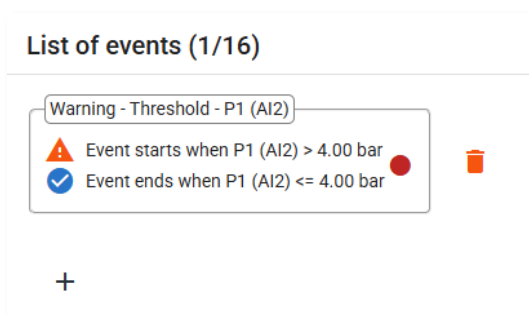 List of events (1/16)
Warning - Threshold - P1 (AI2)
Event starts when P1 (AI2) > 4.00 bar
Event ends when P1 (AI2) <= 4.00 bar
+